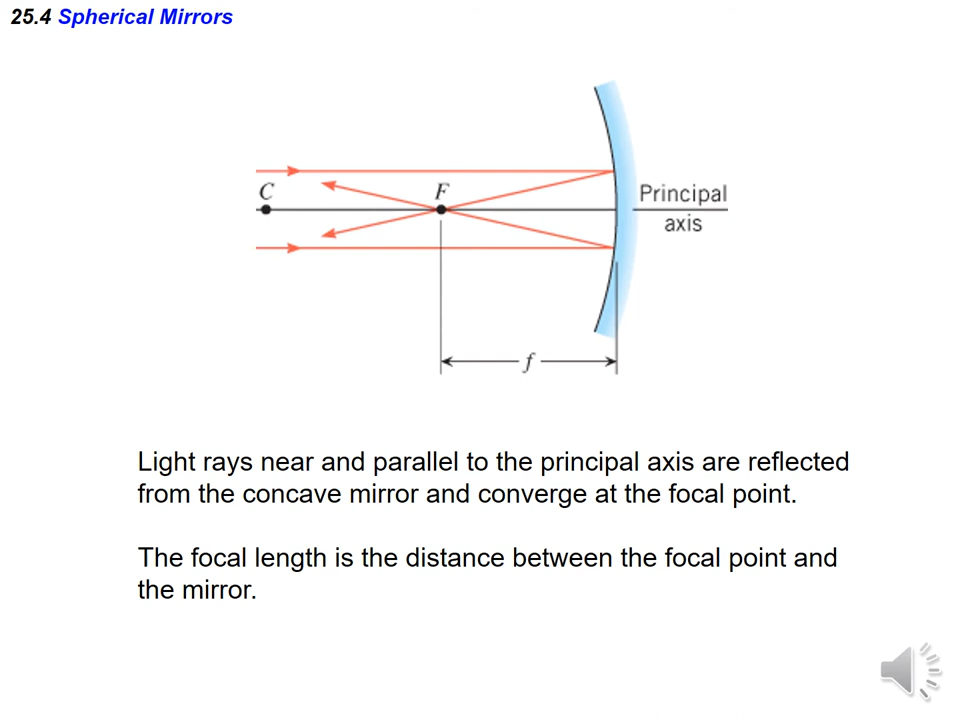 25.4 Spherical Mirrors
C
F
Principal
axis
f
Light rays near and parallel to the principal axis are reflected
from the concave mirror and converge at the focal point.
The focal length is the distance between the focal point and
the mirror.